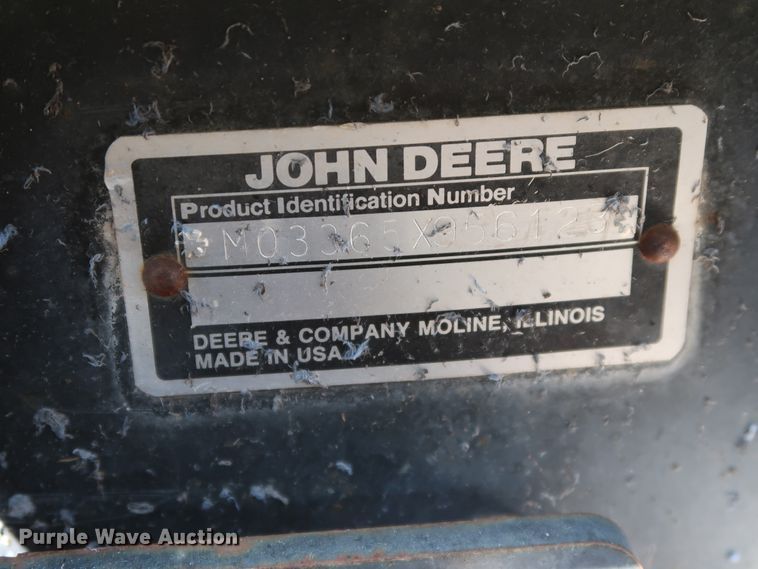 JOHN DEERE
Product Identification Number
DEERE & COMPANY MOLINE, ILLINOIS
MADE IN USA
Purple Wave Auction®